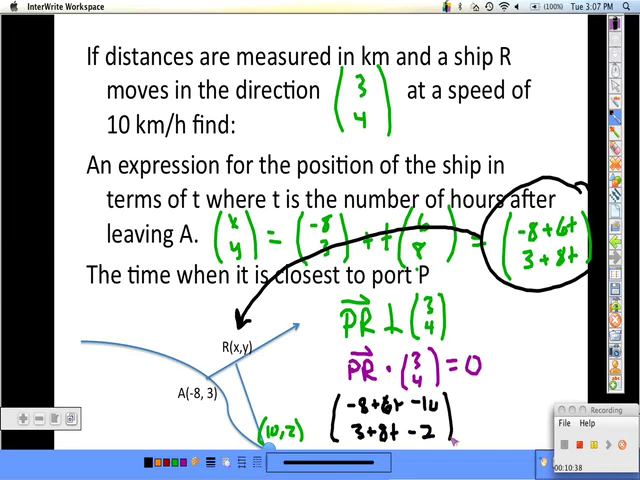 InterWrite Workspace
(100%) Tue 3:07 PM
If distances are measured in km and a ship R
moves in the direction (3 4) at a speed of
10 km/h find:
An expression for the position of the ship in
terms of t where t is the number of hours after
leaving A. (x y) = (-8 3) + t (6 8) = (-8+6t 3+8t)
The time when it is closest to port P
PR ⊥ (3 4)
R(x,y)
PR • (3 4) = 0
A(-8, 3)
(-8+6t -10
3+8t -2)
(10,2)
Recording
File Help
00:10:38